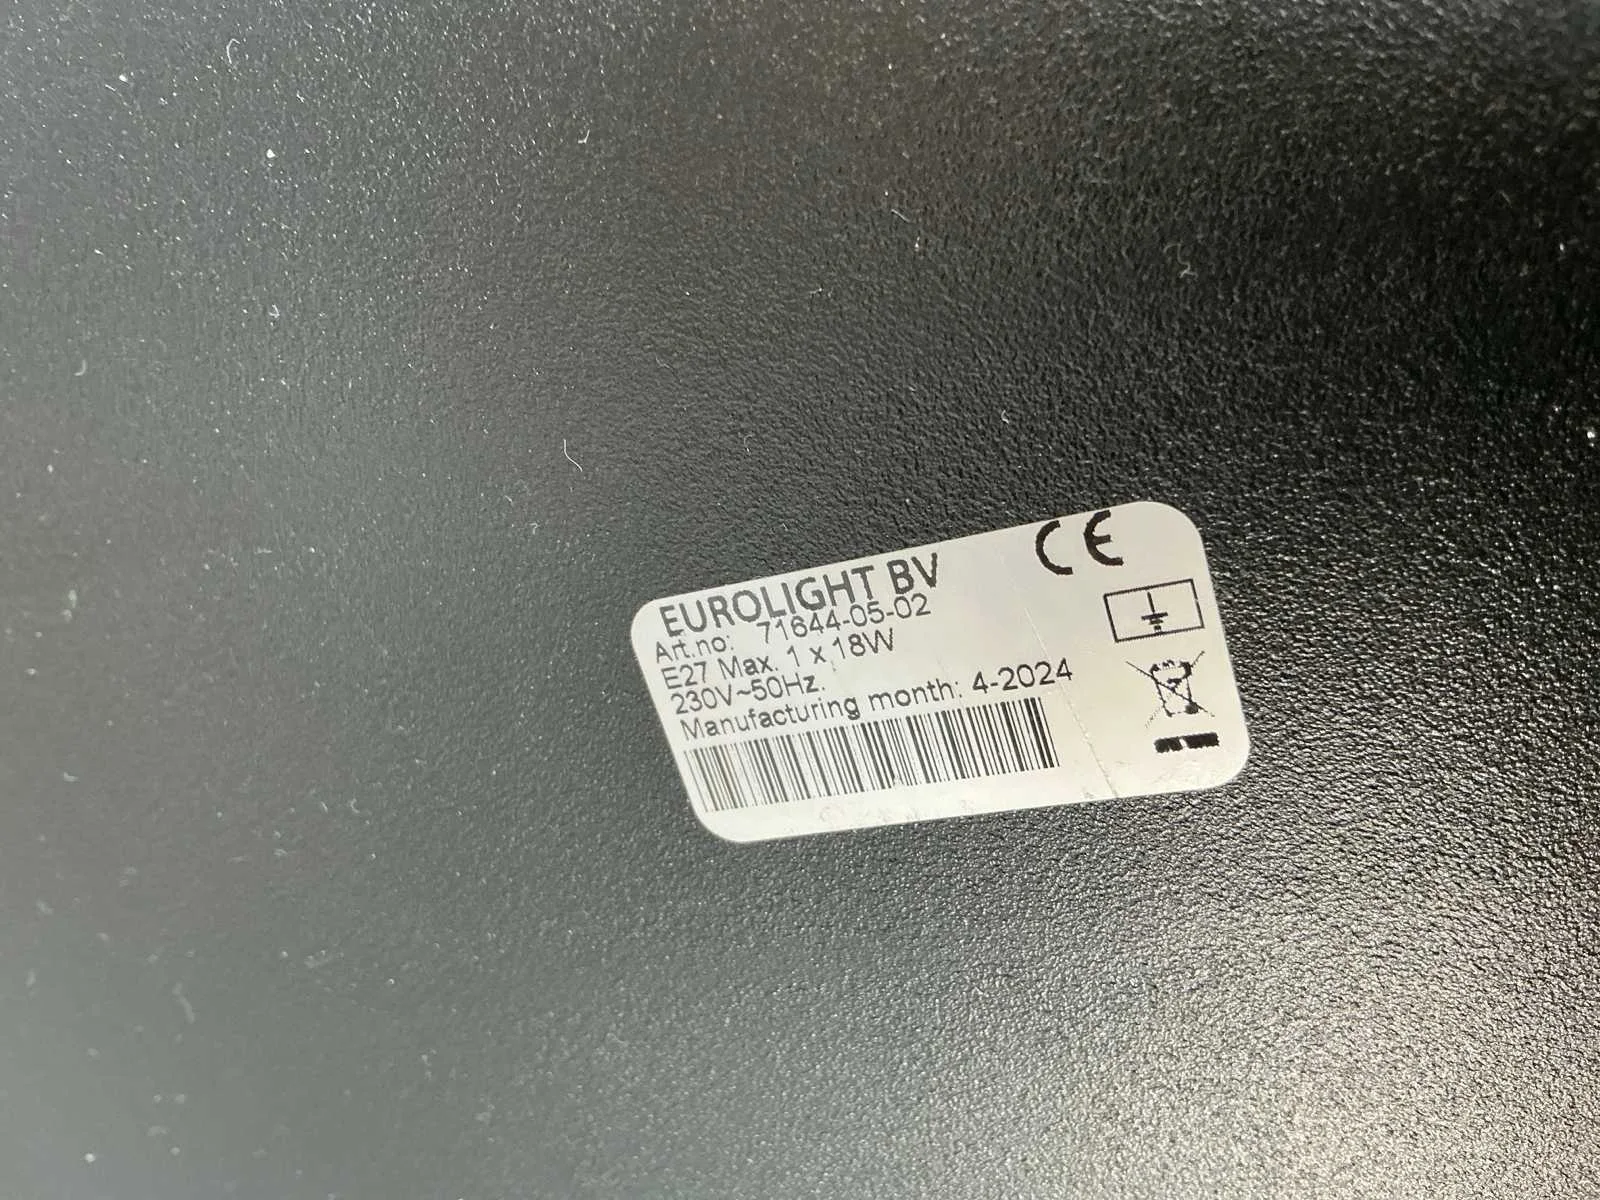 EUROLIGHT BV
CE
Art.no: 71644-05-02
E27 Max. 1 x 18W
230V~50Hz.
Manufacturing month: 4-2024